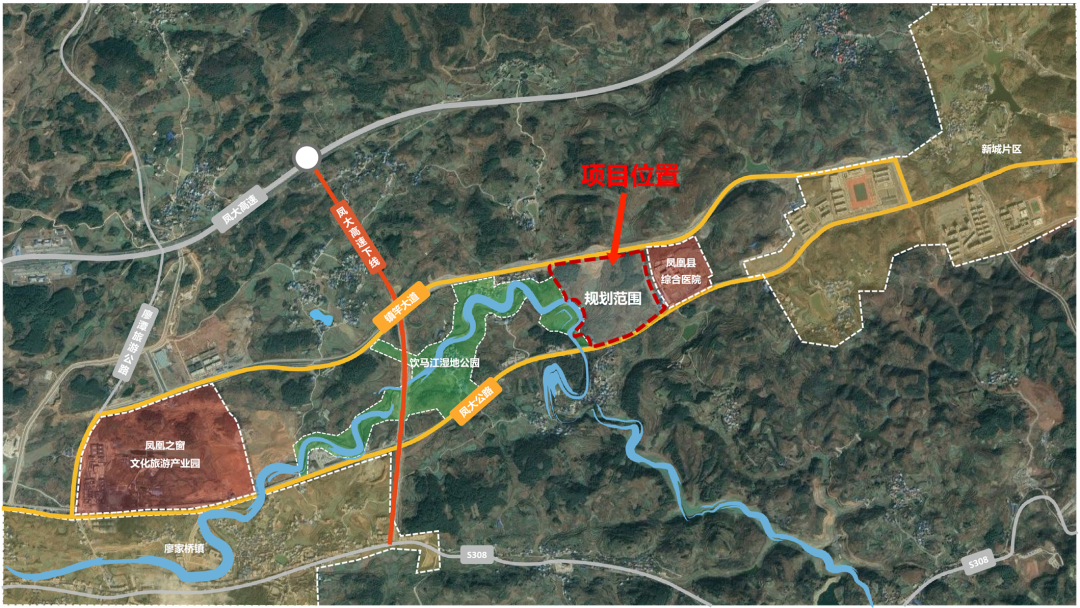 新城片区
项目位置
凤大高速
凤大高速下线
凤凰县
综合医院
规划范围
镇竿大道
旅游公路
饮马江湿地公园
凤大公路
凤凰之窗
文化旅游产业园
廖家桥镇
S308
S308